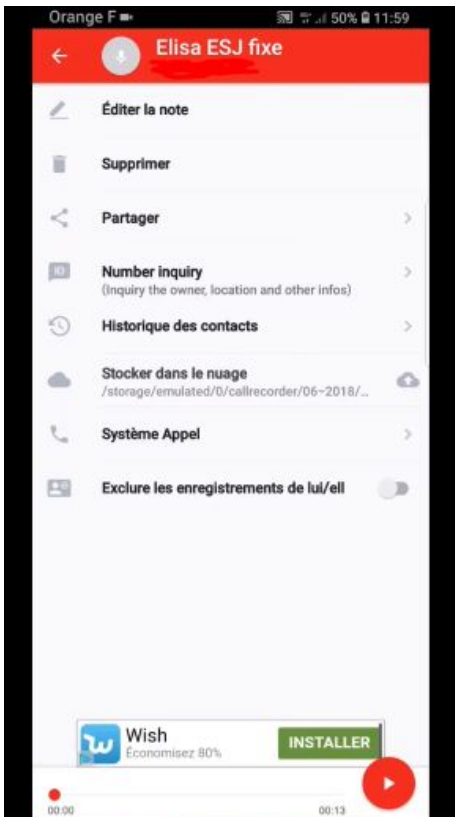 Orange F 50% 11:59
Elisa ESJ fixe
Éditer la note
Supprimer
Partager
Number inquiry
(Inquiry the owner, location and other infos)
Historique des contacts
Stocker dans le nuage
/storage/emulated/0/callrecorder/06-2018/...
Système Appel
Exclure les enregistrements de lui/ell
Wish
Économisez 80%
INSTALLER
00:00 00:13